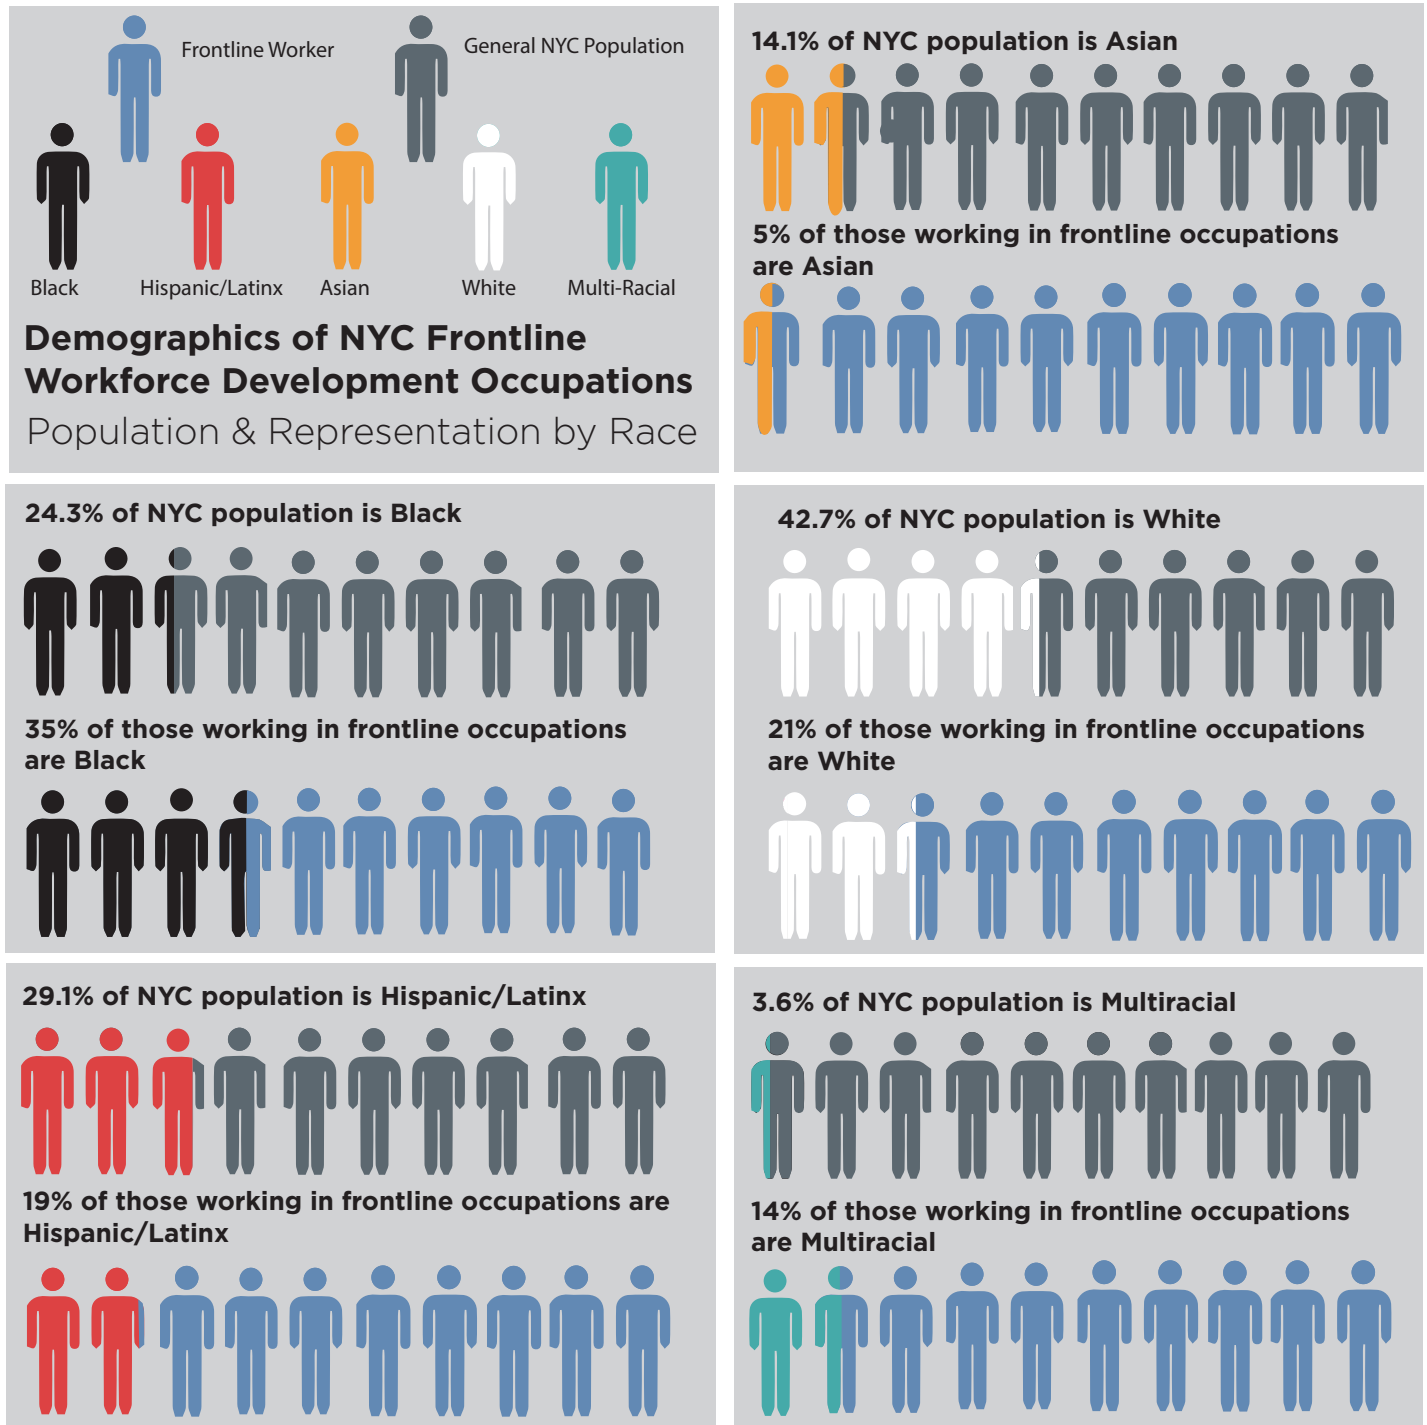 Frontline Worker
General NYC Population
Black
Hispanic/Latinx
Asian
White
Multi-Racial
Demographics of NYC Frontline
Workforce Development Occupations
Population & Representation by Race
14.1% of NYC population is Asian
5% of those working in frontline occupations
are Asian
24.3% of NYC population is Black
35% of those working in frontline occupations
are Black
42.7% of NYC population is White
21% of those working in frontline occupations
are White
29.1% of NYC population is Hispanic/Latinx
19% of those working in frontline occupations are
Hispanic/Latinx
3.6% of NYC population is Multiracial
14% of those working in frontline occupations
are Multiracial